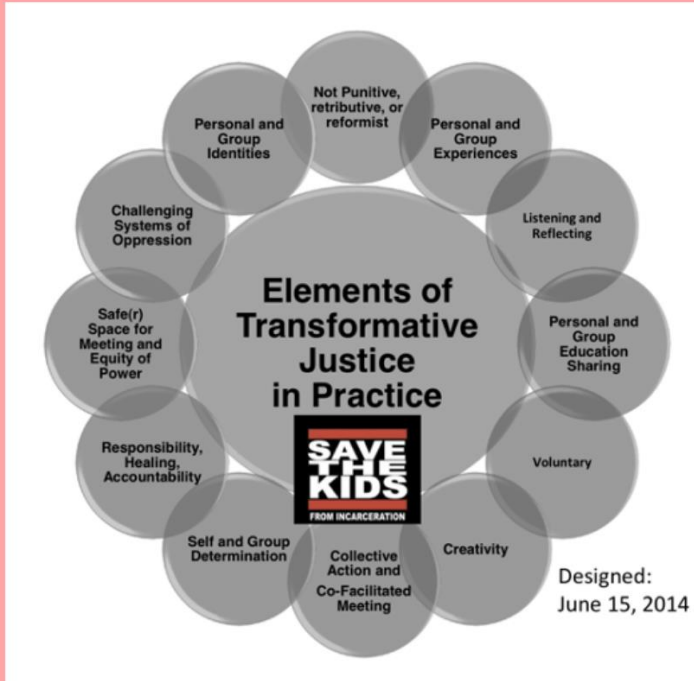 Not Punitive,
retributive, or
reformist
Personal and
Group
Experiences
Listening and
Reflecting
Personal and
Group
Education
Sharing
Voluntary
Creativity
Collective
Action and
Co-Facilitated
Meeting
Self and Group
Determination
Responsibility,
Healing,
Accountability
Safe(r)
Space for
Meeting and
Equity of
Power
Challenging
Systems of
Oppression
Personal and
Group
Identities
Elements of
Transformative
Justice
in Practice
SAVE
THE
KIDS
FROM INCARCERATION
Designed:
June 15, 2014